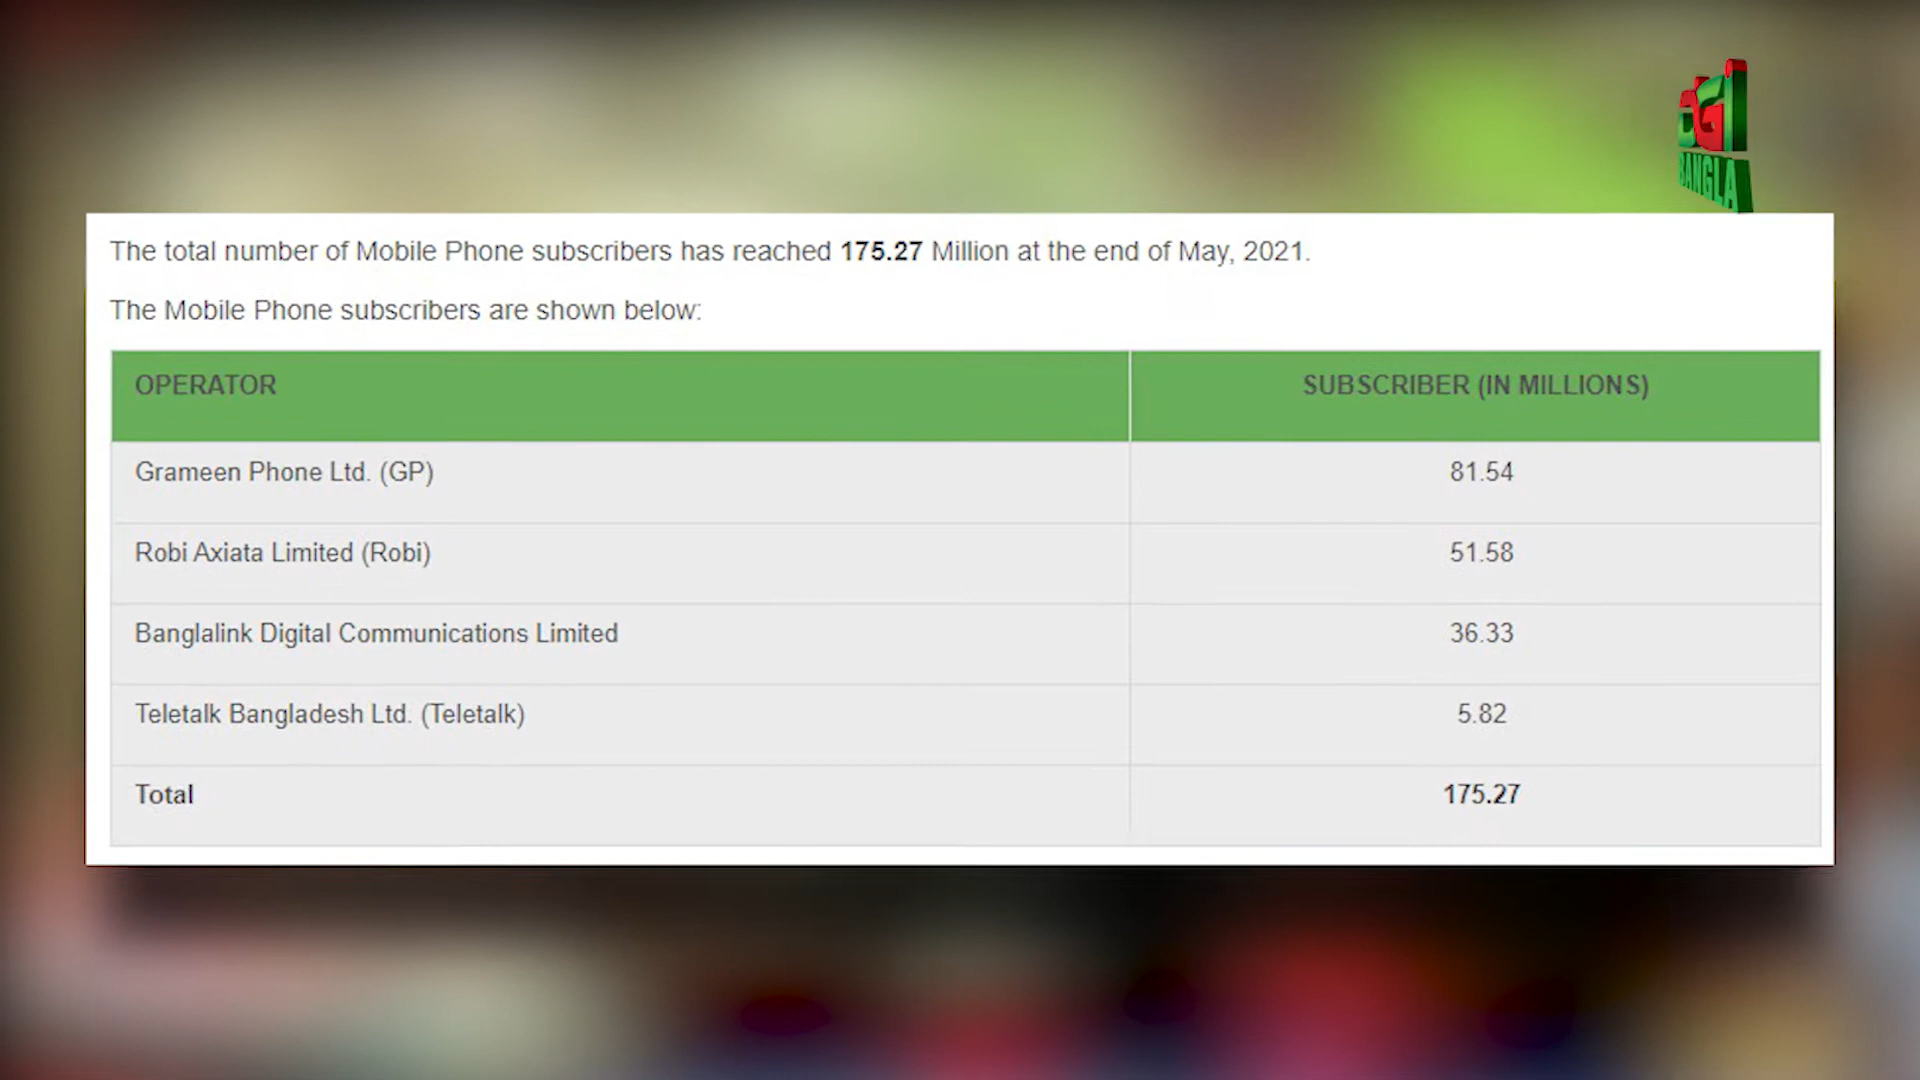 CGI
BANGLA
The total number of Mobile Phone subscribers has reached 175.27 Million at the end of May, 2021.
The Mobile Phone subscribers are shown below:
OPERATOR SUBSCRIBER (IN MILLIONS)
Grameen Phone Ltd. (GP) 81.54
Robi Axiata Limited (Robi) 51.58
Banglalink Digital Communications Limited 36.33
Teletalk Bangladesh Ltd. (Teletalk) 5.82
Total 175.27